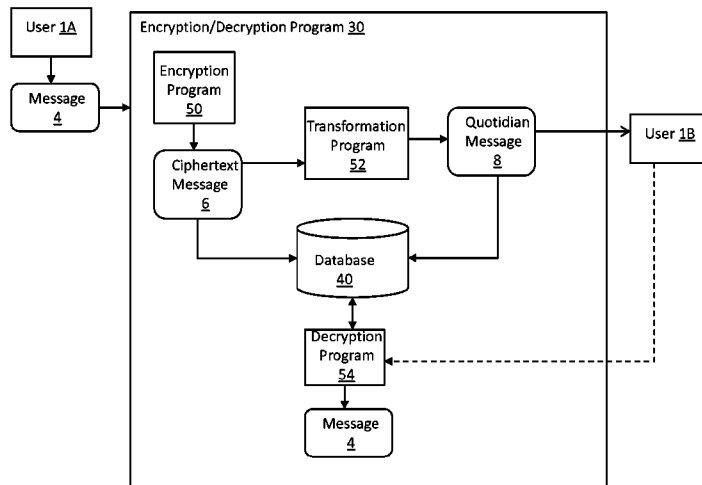 User 1A
Message
4
Encryption/Decryption Program 30
Encryption
Program
50
Ciphertext
Message
6
Transformation
Program
52
Quotidian
Message
8
User 1B
Database
40
Decryption
Program
54
Message
4